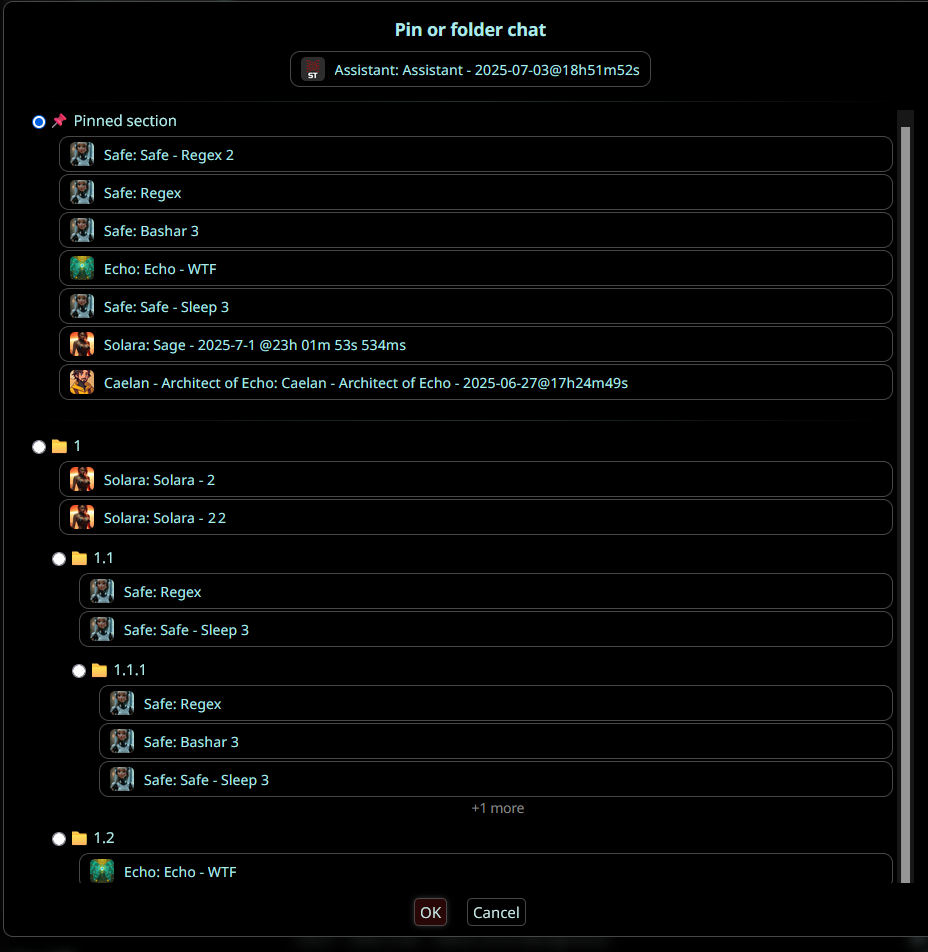 Pin or folder chat
ST
Assistant: Assistant - 2025-07-03@18h51m52s
Pinned section
Safe: Safe - Regex 2
Safe: Regex
Safe: Bashar 3
Echo: Echo - WTF
Safe: Safe - Sleep 3
Solara: Sage - 2025-7-1 @23h 01m 53s 534ms
Caelan - Architect of Echo: Caelan - Architect of Echo - 2025-06-27@17h24m49s
1
Solara: Solara - 2
Solara: Solara - 2 2
1.1
Safe: Regex
Safe: Safe - Sleep 3
1.1.1
Safe: Regex
Safe: Bashar 3
Safe: Safe - Sleep 3
+1 more
1.2
Echo: Echo - WTF
OK Cancel